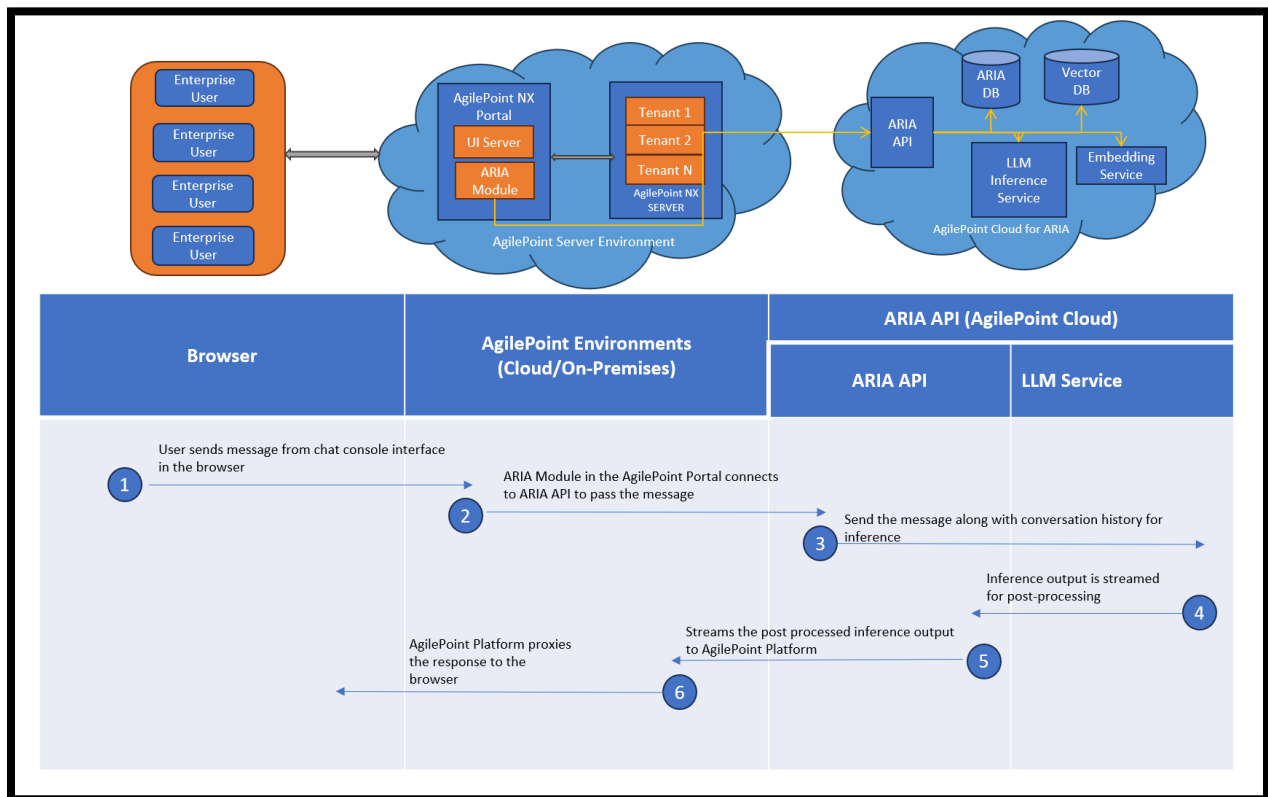 Enterprise
User
Enterprise
User
Enterprise
User
Enterprise
User
AgilePoint NX
Portal
UI Server
ARIA
Module
Tenant 1
Tenant 2
Tenant N
AgilePoint NX
SERVER
AgilePoint Server Environment
ARIA
API
ARIA
DB
Vector
DB
LLM
Inference
Service
Embedding
Service
AgilePoint Cloud for ARIA
Browser
AgilePoint Environments
(Cloud/On-Premises)
ARIA API (AgilePoint Cloud)
ARIA API
LLM Service
1
User sends message from chat console interface
in the browser
2
ARIA Module in the AgilePoint Portal connects
to ARIA API to pass the message
3
Send the message along with conversation history for
inference
Inference output is streamed
for post-processing
4
Streams the post processed inference output
to AgilePoint Platform
5
AgilePoint Platform proxies
the response to the
browser
6